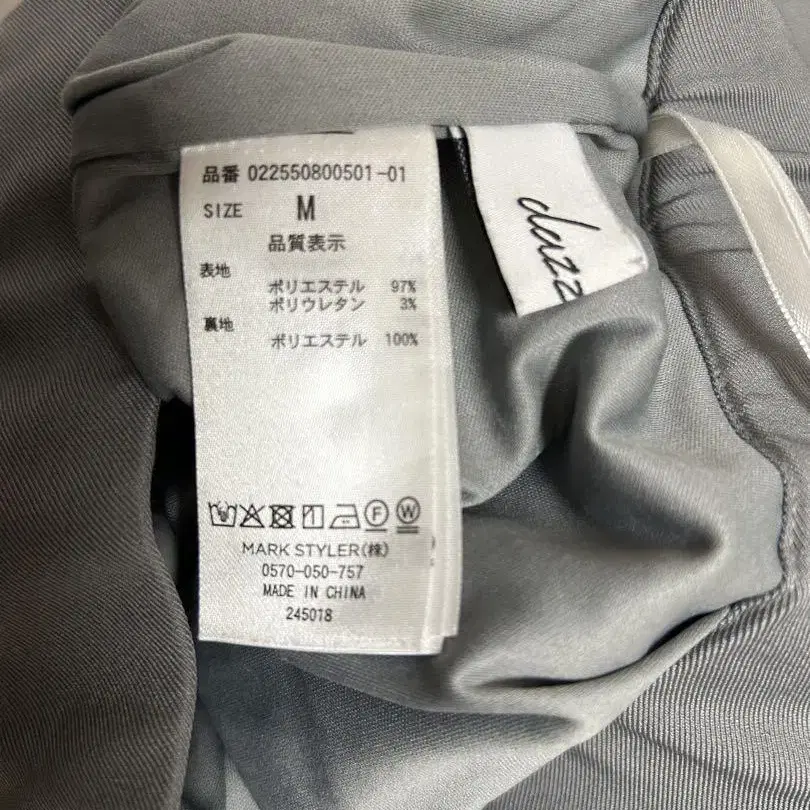 品番 022550800501-01
SIZE M
品質表示
表地
ポリエステル 97%
ポリウレタン 3%
裏地
ポリエステル 100%
F W
MARK STYLER(株)
0570-050-757
MADE IN CHINA
245018
dazz